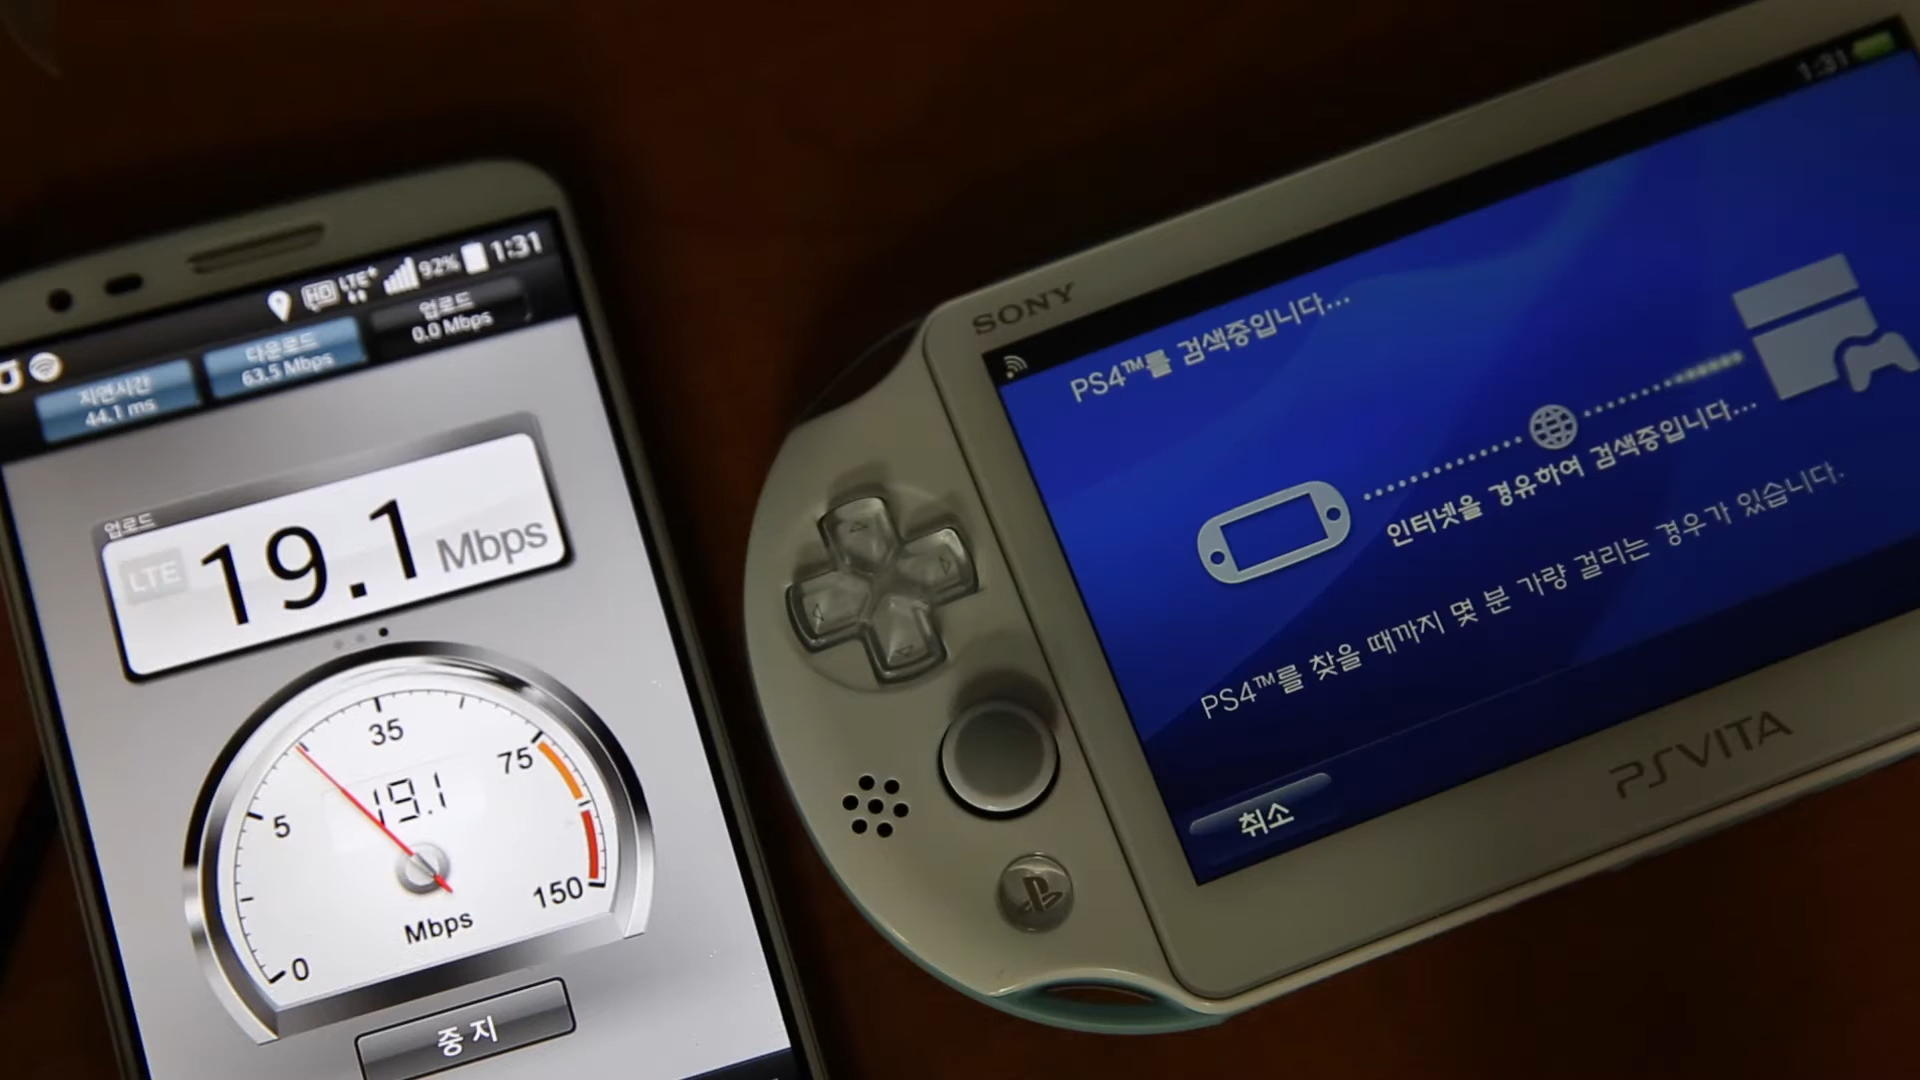 HD LTE+ 92% 1:31
지연시간
44.1 ms
다운로드
63.5 Mbps
업로드
0.0 Mbps
업로드
LTE 19.1 Mbps
0 5 35 75 150
19.1
Mbps
중지
SONY
1:31
PS4™를 검색중입니다...
인터넷을 경유하여 검색중입니다...
PS4™를 찾을 때까지 몇 분 가량 걸리는 경우가 있습니다.
취소
PSVITA